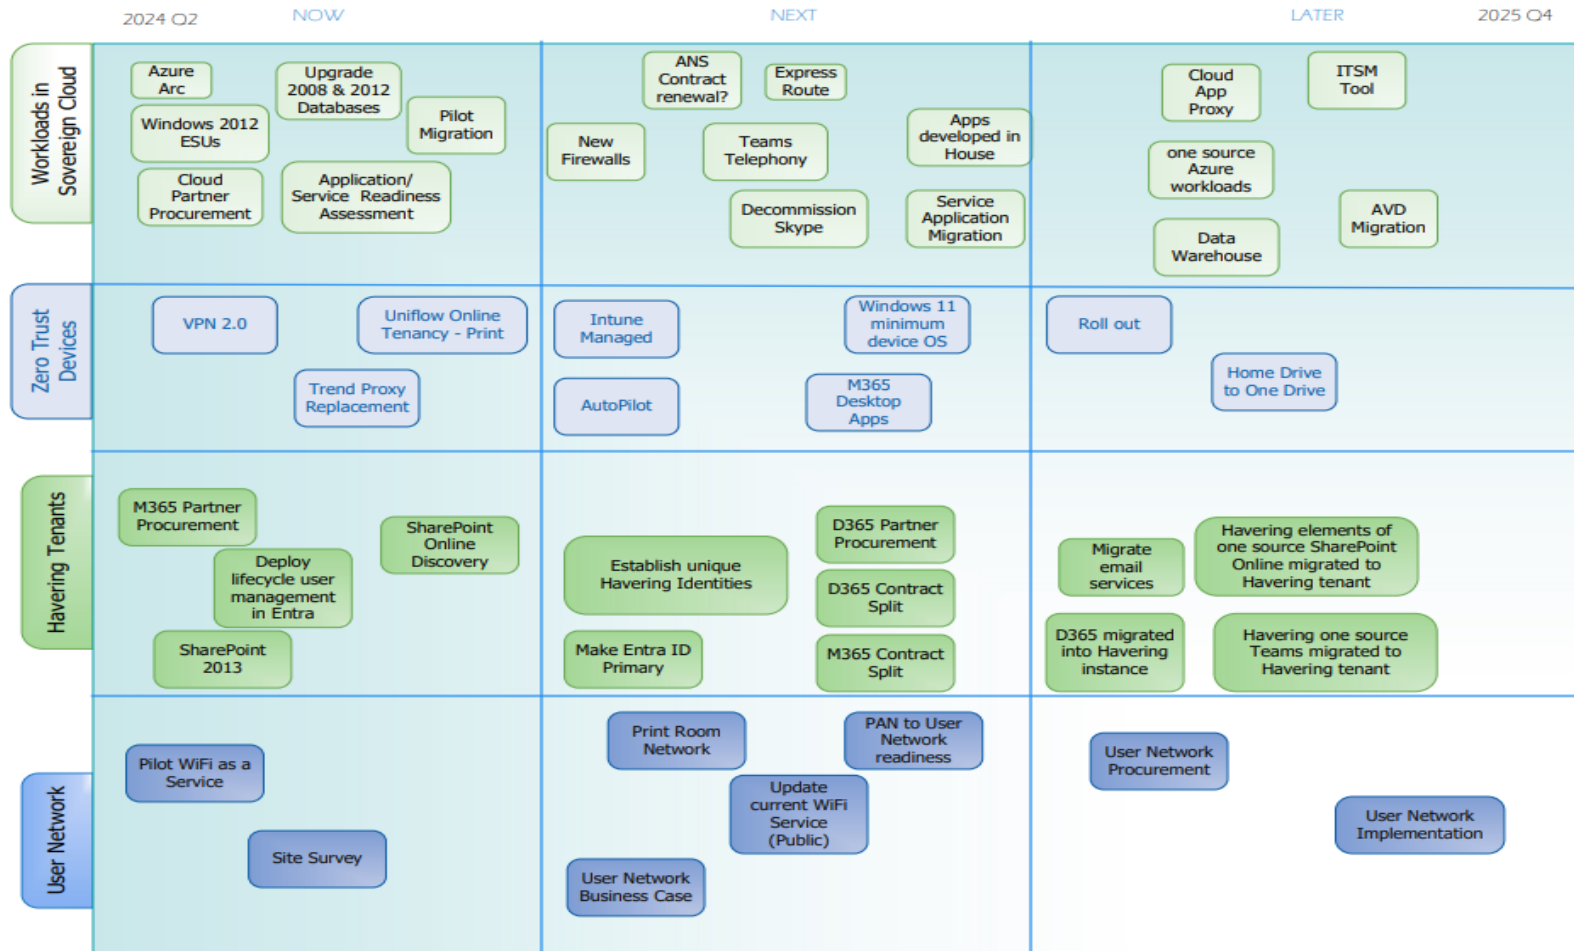 2024 Q2
NOW
NEXT
LATER
2025 Q4
Workloads in
Sovereign Cloud
Azure
Arc
Upgrade
2008 & 2012
Databases
Pilot
Migration
Windows 2012
ESUs
Cloud
Partner
Procurement
Application/
Service Readiness
Assessment
ANS
Contract
renewal?
Express
Route
New
Firewalls
Teams
Telephony
Apps
developed in
House
Decommission
Skype
Service
Application
Migration
Cloud
App
Proxy
ITSM
Tool
one source
Azure
workloads
AVD
Migration
Data
Warehouse
Zero Trust
Devices
VPN 2.0
Uniflow Online
Tenancy - Print
Trend Proxy
Replacement
Intune
Managed
Windows 11
minimum
device OS
AutoPilot
M365
Desktop
Apps
Roll out
Home Drive
to One Drive
Havering Tenants
M365 Partner
Procurement
SharePoint
Online
Discovery
Deploy
lifecycle user
management
in Entra
SharePoint
2013
Establish unique
Havering Identities
D365 Partner
Procurement
D365 Contract
Split
Make Entra ID
Primary
M365 Contract
Split
Migrate
email
services
Havering elements of
one source SharePoint
Online migrated to
Havering tenant
D365 migrated
into Havering
instance
Havering one source
Teams migrated to
Havering tenant
User Network
Pilot WiFi as a
Service
Site Survey
Print Room
Network
PAN to User
Network
readiness
Update
current WiFi
Service
(Public)
User Network
Business Case
User Network
Procurement
User Network
Implementation